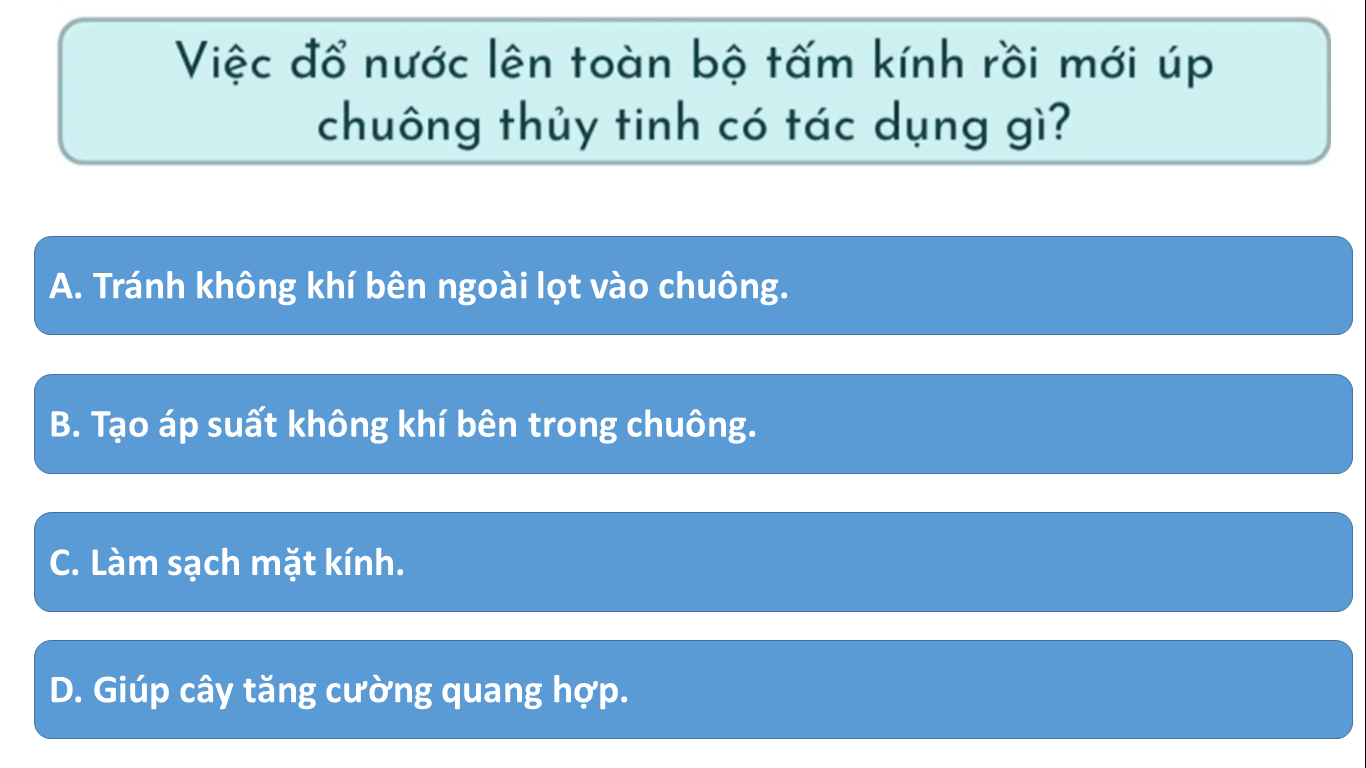 Việc đổ nước lên toàn bộ tấm kính rồi mới úp
chuông thủy tinh có tác dụng gì?
A. Tránh không khí bên ngoài lọt vào chuông.
B. Tạo áp suất không khí bên trong chuông.
C. Làm sạch mặt kính.
D. Giúp cây tăng cường quang hợp.